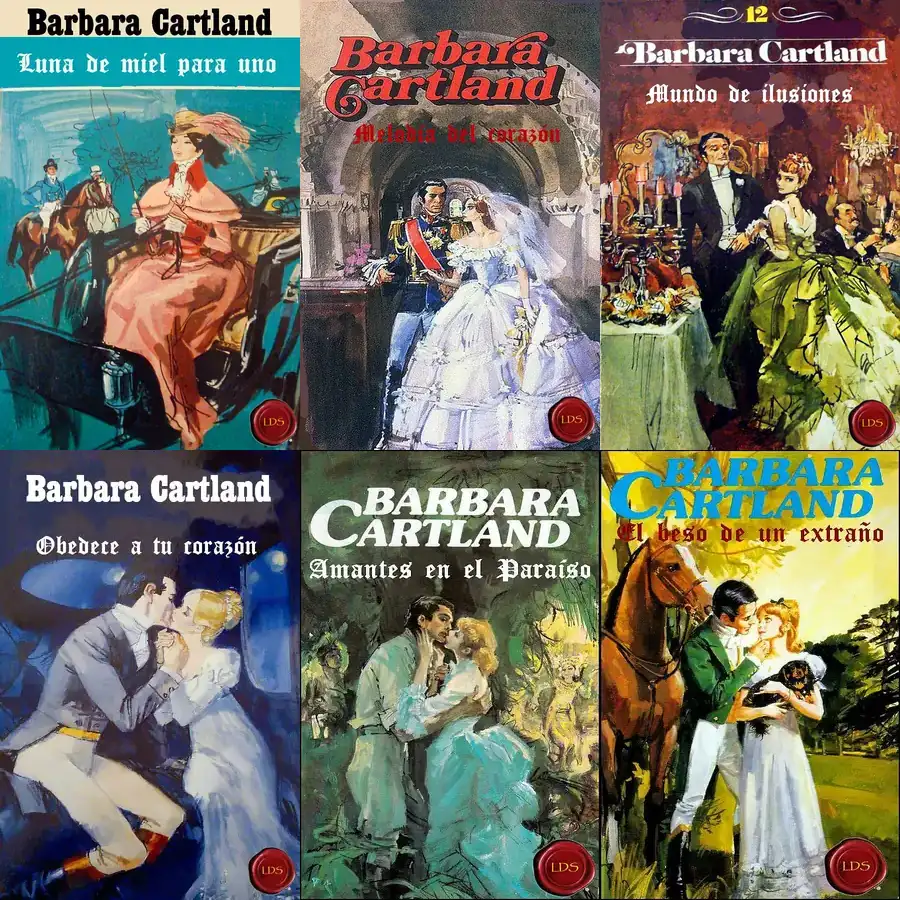 Barbara Cartland
Luna de miel para uno
LDS
Barbara
Cartland
Melodía del corazón
LDS
12
Barbara Cartland
Mundo de ilusiones
LDS
Barbara Cartland
Obedece a tu corazón
LDS
BARBARA
CARTLAND
Amantes en el Paraíso
LDS
BARBARA
CARTLAND
El beso de un extraño
LDS